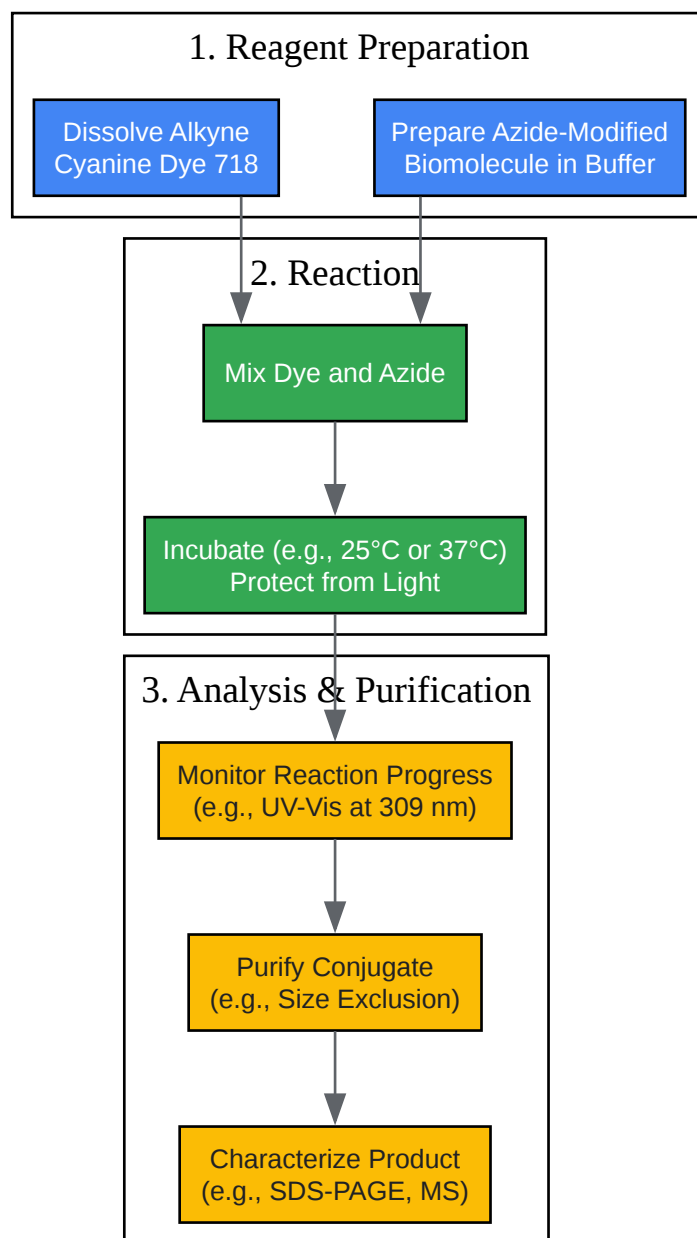 1. Reagent Preparation
Dissolve Alkyne
Cyanine Dye 718
Prepare Azide-Modified
Biomolecule in Buffer
2. Reaction
Mix Dye and Azide
Incubate (e.g., 25°C or 37°C)
Protect from Light
3. Analysis & Purification
Monitor Reaction Progress
(e.g., UV-Vis at 309 nm)
Purify Conjugate
(e.g., Size Exclusion)
Characterize Product
(e.g., SDS-PAGE, MS)